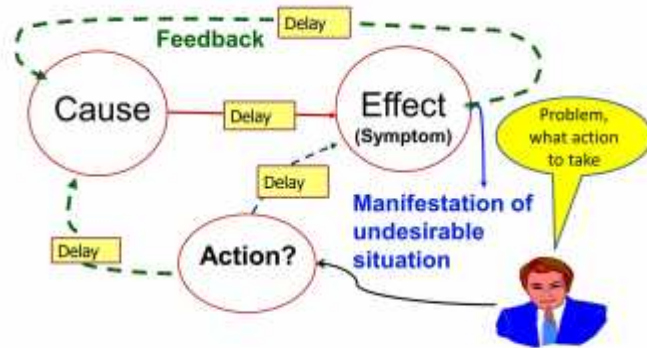 Delay
Feedback
Cause
Delay
Effect
(Symptom)
Problem,
what action
to take
Delay
Manifestation of
undesirable
situation
Delay
Action?